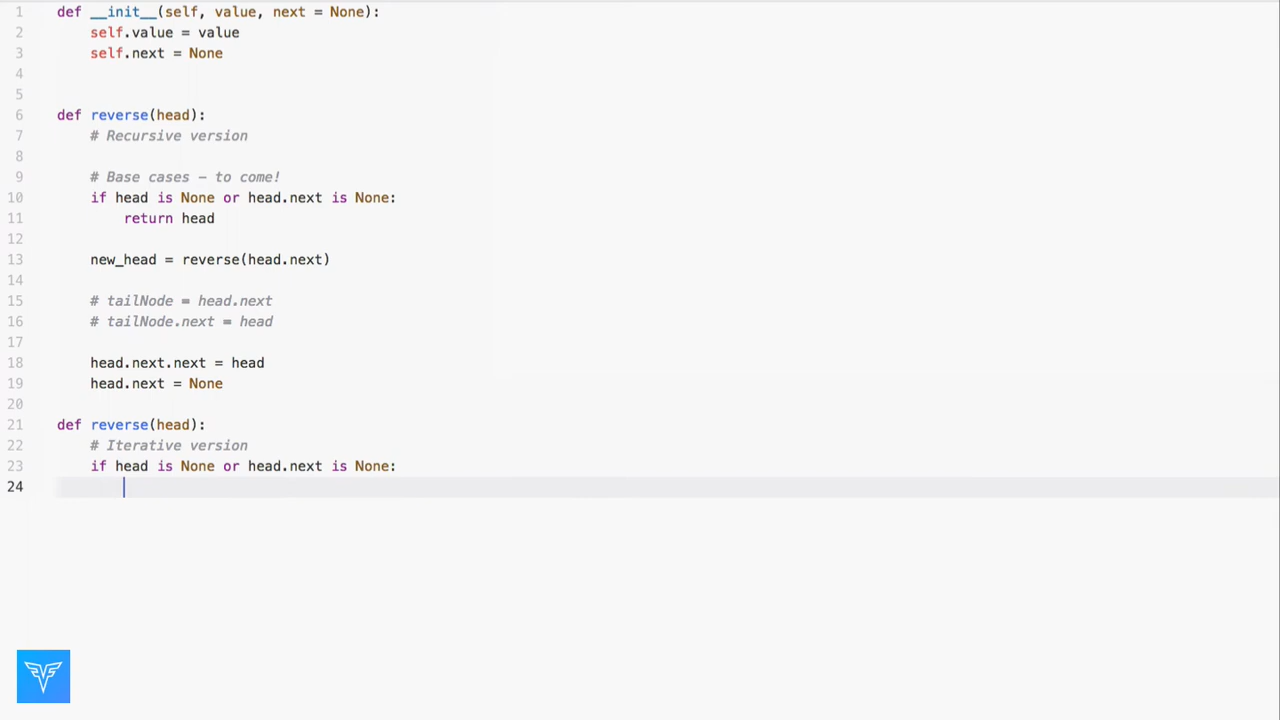 1 def __init__(self, value, next = None):
2 self.value = value
3 self.next = None
4
5
6 def reverse(head):
7 # Recursive version
8
9 # Base cases – to come!
10 if head is None or head.next is None:
11 return head
12
13 new_head = reverse(head.next)
14
15 # tailNode = head.next
16 # tailNode.next = head
17
18 head.next.next = head
19 head.next = None
20
21 def reverse(head):
22 # Iterative version
23 if head is None or head.next is None:
24